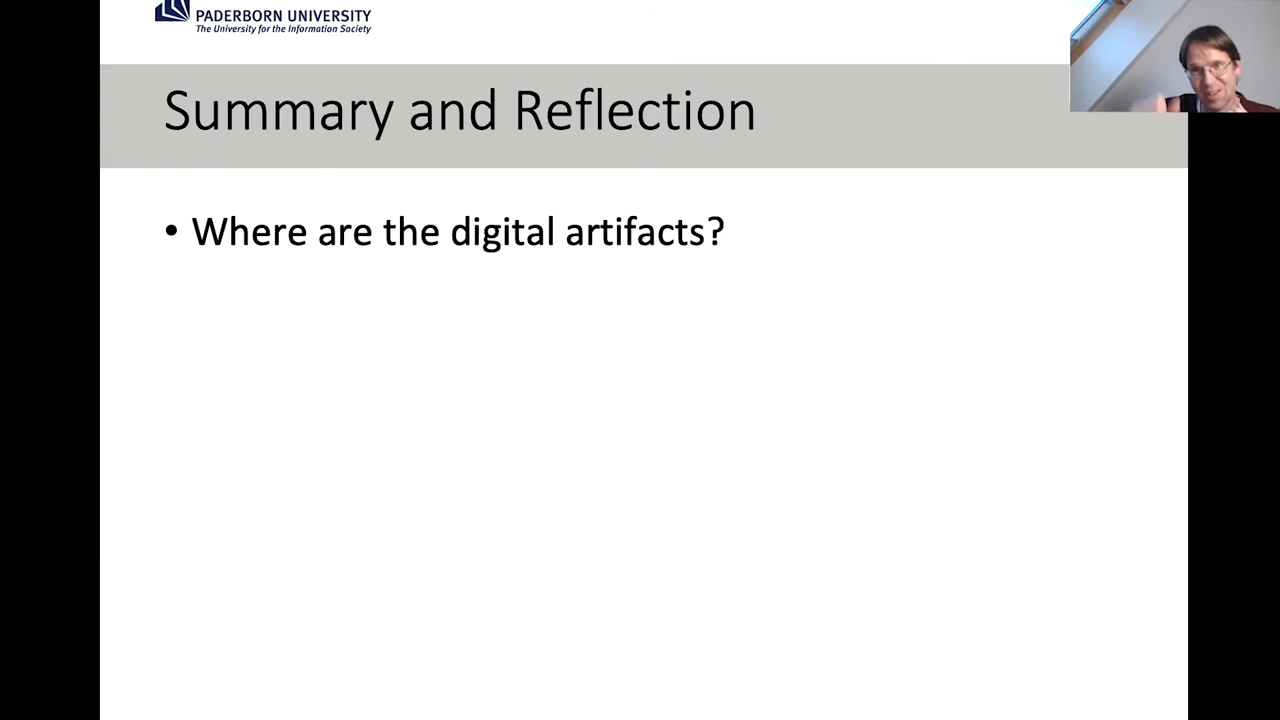 PADERBORN UNIVERSITY
The University for the Information Society
Summary and Reflection
• Where are the digital artifacts?